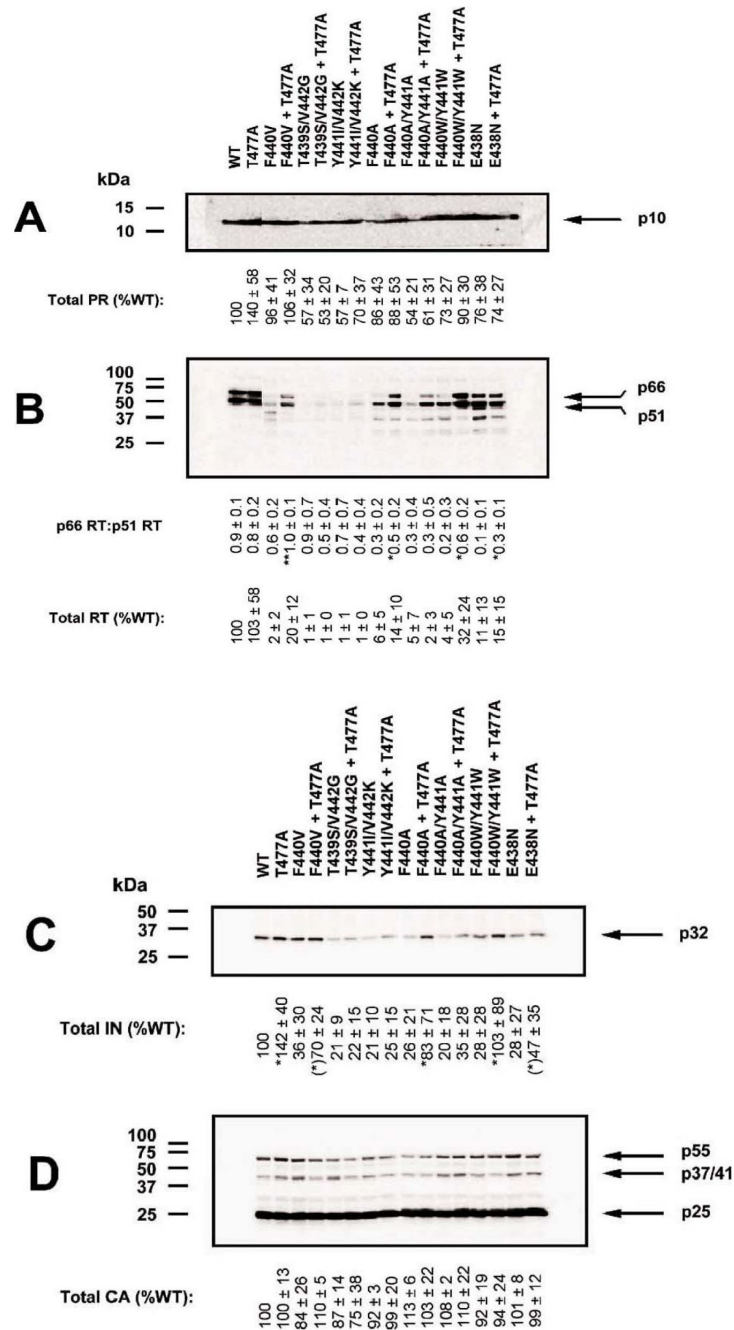 WT
T477A
F440V
F440V + T477A
T439S/V442G
T439S/V442G + T477A
Y441I/V442K
Y441I/V442K + T477A
F440A
F440A + T477A
F440A/Y441A
F440A/Y441A + T477A
F440W/Y441W
F440W/Y441W + T477A
E438N
E438N + T477A
kDa
A
15
10
p10
Total PR (%WT):
100
140 ± 58
96 ± 41
106 ± 32
57 ± 34
53 ± 20
57 ± 7
70 ± 37
86 ± 43
88 ± 53
54 ± 21
61 ± 31
73 ± 27
90 ± 30
76 ± 38
74 ± 27
B
100
75
50
37
25
p66
p51
p66 RT:p51 RT
0.9 ± 0.1
0.8 ± 0.2
0.6 ± 0.2
**1.0 ± 0.1
0.9 ± 0.7
0.5 ± 0.4
0.7 ± 0.7
0.4 ± 0.4
0.3 ± 0.2
*0.5 ± 0.2
0.3 ± 0.4
0.3 ± 0.5
0.2 ± 0.3
*0.6 ± 0.2
0.1 ± 0.1
*0.3 ± 0.1
Total RT (%WT):
100
103 ± 58
2 ± 2
20 ± 12
1 ± 1
1 ± 0
1 ± 1
1 ± 0
6 ± 5
14 ± 10
5 ± 7
2 ± 3
4 ± 5
32 ± 24
11 ± 13
15 ± 15
WT
T477A
F440V
F440V + T477A
T439S/V442G
T439S/V442G + T477A
Y441I/V442K
Y441I/V442K + T477A
F440A
F440A + T477A
F440A/Y441A
F440A/Y441A + T477A
F440W/Y441W
F440W/Y441W + T477A
E438N
E438N + T477A
kDa
C
50
37
25
p32
Total IN (%WT):
100
*142 ± 40
36 ± 30
(*)70 ± 24
21 ± 9
22 ± 15
21 ± 10
25 ± 15
26 ± 21
*83 ± 71
20 ± 18
35 ± 28
28 ± 28
*103 ± 89
28 ± 27
(*)47 ± 35
D
100
75
50
37
25
p55
p37/41
p25
Total CA (%WT):
100
100 ± 13
84 ± 26
110 ± 5
87 ± 14
75 ± 38
92 ± 3
99 ± 20
113 ± 6
103 ± 22
108 ± 2
110 ± 22
92 ± 19
94 ± 24
101 ± 8
99 ± 12